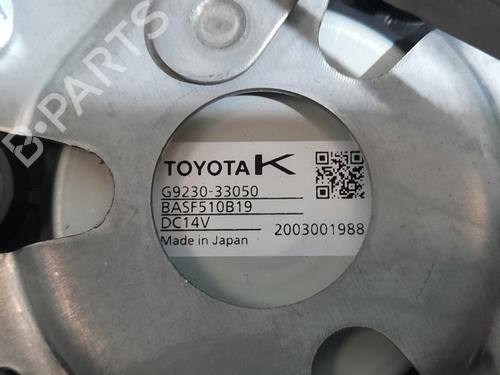 B-PARTS
TOYOTA K
G9230-33050
BASF510B19
DC14V
Made in Japan 2003001988